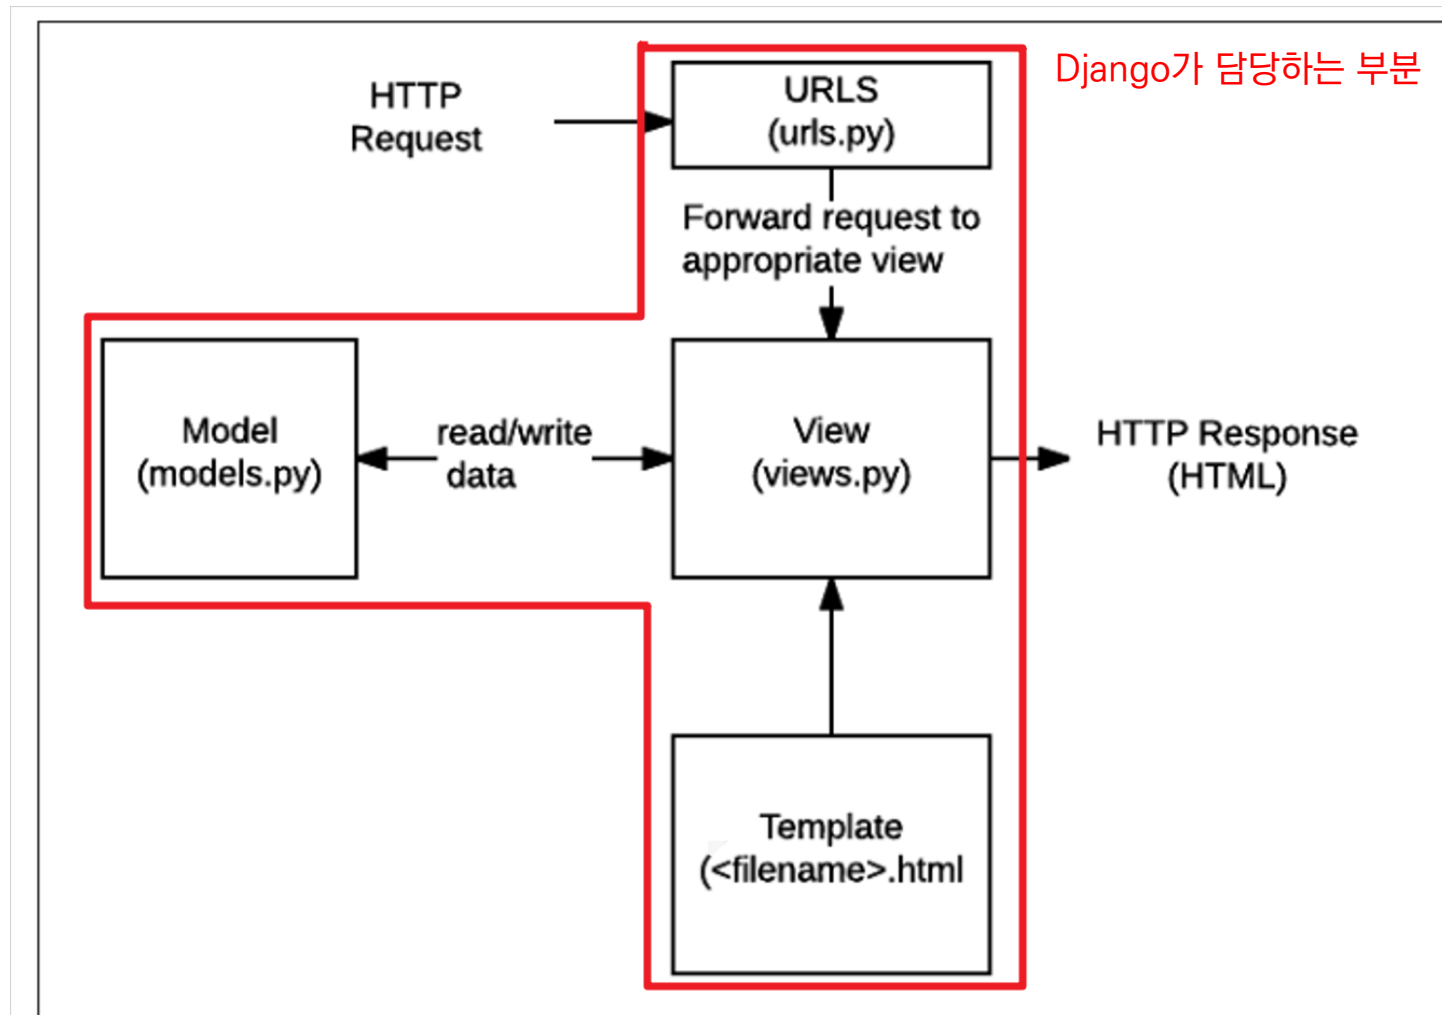 Django가 담당하는 부분
HTTP
Request
URLS
(urls.py)
Forward request to
appropriate view
Model
(models.py)
read/write
data
View
(views.py)
HTTP Response
(HTML)
Template
(<filename>.html